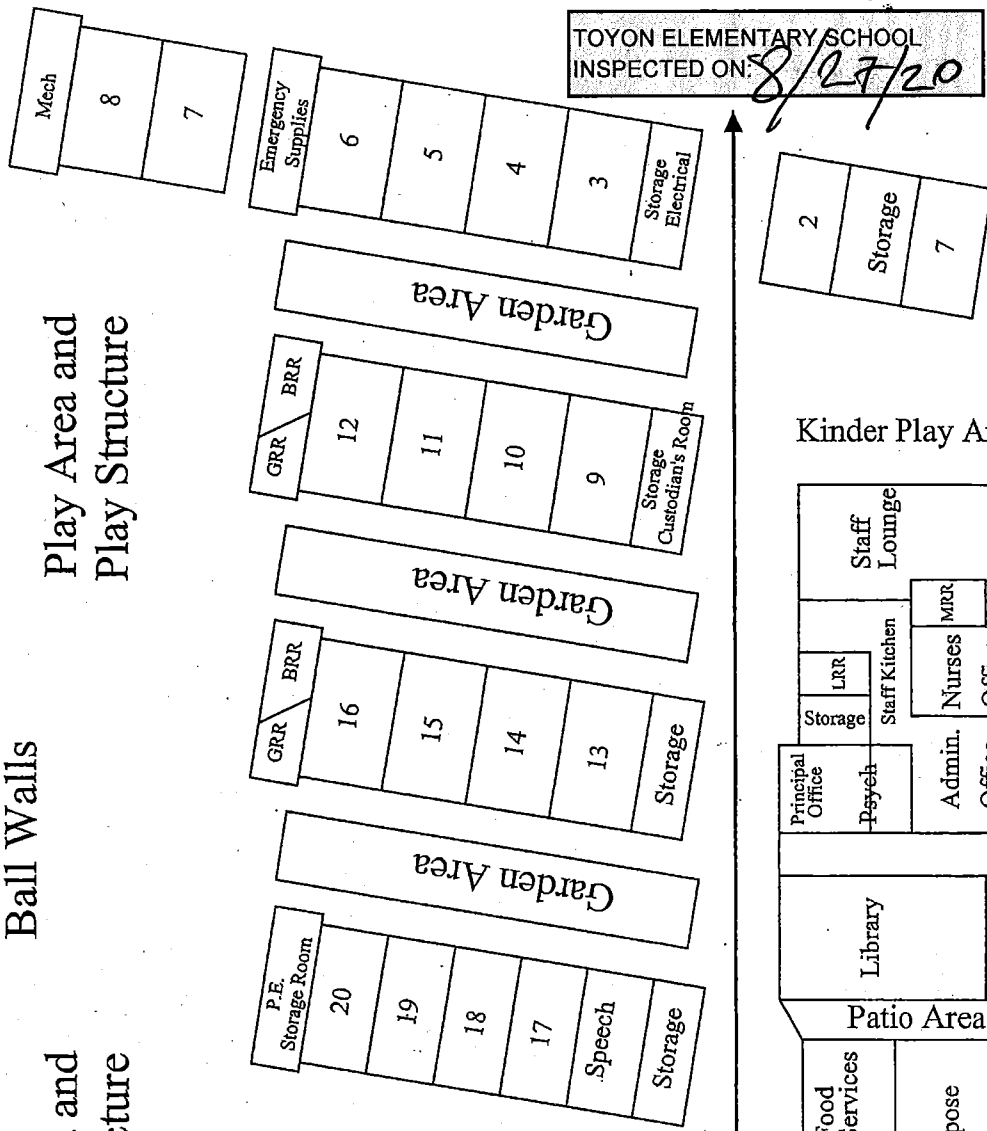 TOYON ELEMENTARY SCHOOL
INSPECTED ON: 8/27/20
Mech
8
7
Emergency
Supplies
6
5
4
3
Storage
Electrical
2
Storage
7
Play Area and
Play Structure
Garden Area
GRR
BRR
12
11
10
9
Storage
Custodian's Room
Kinder Play
Garden Area
Ball Walls
GRR
BRR
16
15
14
13
Storage
Staff
Lounge
MRR
LRR
Staff Kitchen
Nurses
Storage
Principal
Office
Psych
Admin.
Garden Area
Library
Patio Area
P.E.
Storage Room
20
19
18
17
Speech
Storage
and